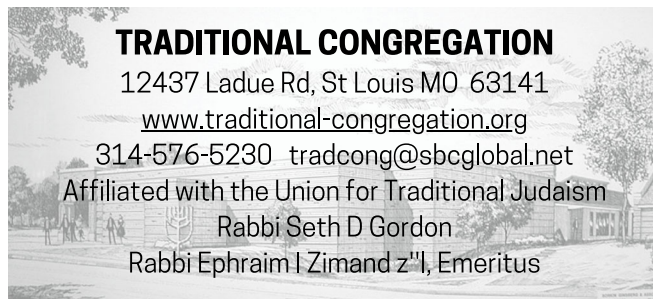 TRADITIONAL CONGREGATION
12437 Ladue Rd, St Louis MO 63141
www.traditional-congregation.org
314-576-5230 tradcong@sbcglobal.net
Affiliated with the Union for Traditional Judaism
Rabbi Seth D Gordon
Rabbi Ephraim I Zimand z"l, Emeritus